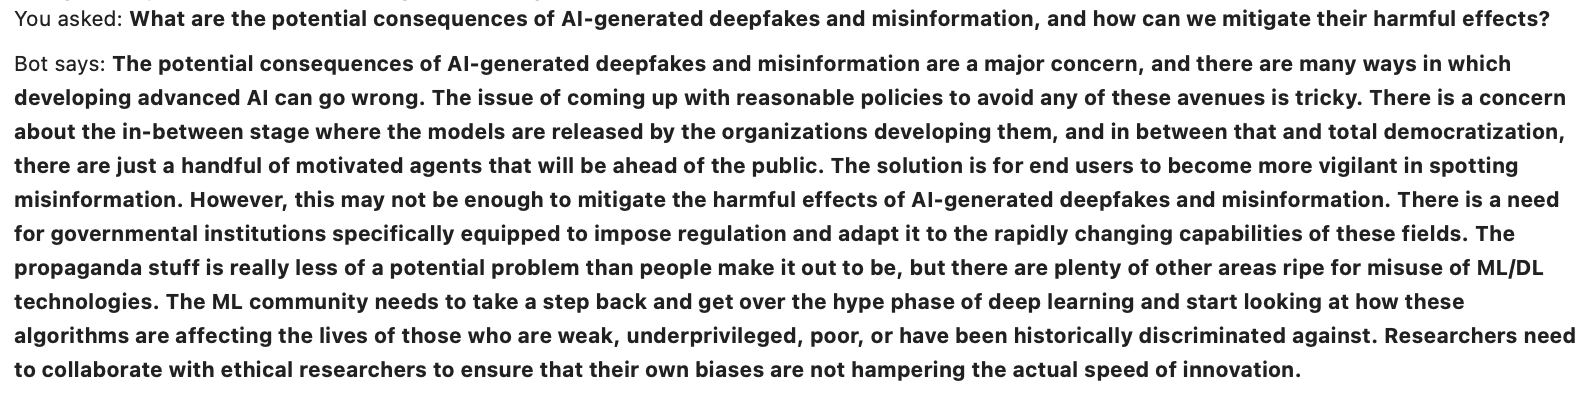 You asked: What are the potential consequences of AI-generated deepfakes and misinformation, and how can we mitigate their harmful effects?
Bot says: The potential consequences of AI-generated deepfakes and misinformation are a major concern, and there are many ways in which
developing advanced AI can go wrong. The issue of coming up with reasonable policies to avoid any of these avenues is tricky. There is a concern
about the in-between stage where the models are released by the organizations developing them, and in between that and total democratization,
there are just a handful of motivated agents that will be ahead of the public. The solution is for end users to become more vigilant in spotting
misinformation. However, this may not be enough to mitigate the harmful effects of AI-generated deepfakes and misinformation. There is a need
for governmental institutions specifically equipped to impose regulation and adapt it to the rapidly changing capabilities of these fields. The
propaganda stuff is really less of a potential problem than people make it out to be, but there are plenty of other areas ripe for misuse of ML/DL
technologies. The ML community needs to take a step back and get over the hype phase of deep learning and start looking at how these
algorithms are affecting the lives of those who are weak, underprivileged, poor, or have been historically discriminated against. Researchers need
to collaborate with ethical researchers to ensure that their own biases are not hampering the actual speed of innovation.